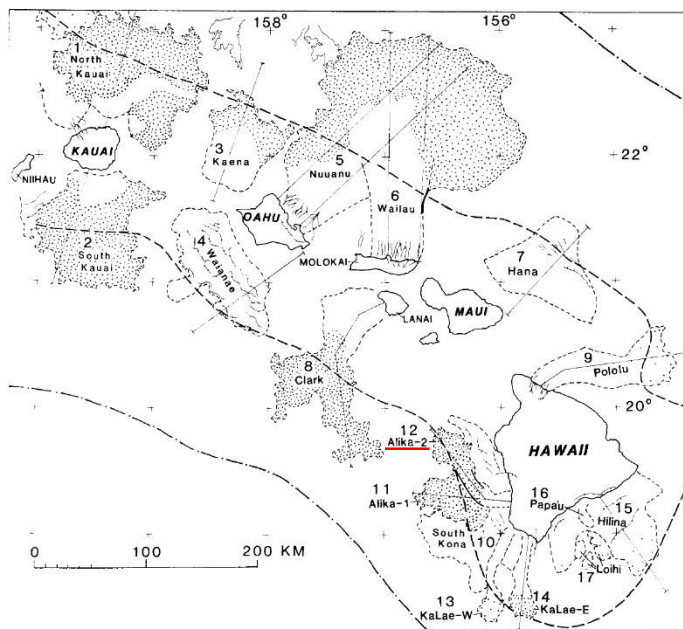 158°
156°
1
North
Kauai
3
Kaena
5
Nuuanu
22°
KAUAI
NIIHAU
6
Wailau
OAHU
2
South
Kauai
4
Waianae
MOLOKAI
7
Hana
LANAI
MAUI
8
Clark
9
Pololu
20°
12
Alika-2
HAWAII
11
Alika-1
16
Papa'u
15
Hilina
South
Kona
10
0
100
200 KM
17
Loihi
13
KaLae-W
14
KaLae-E